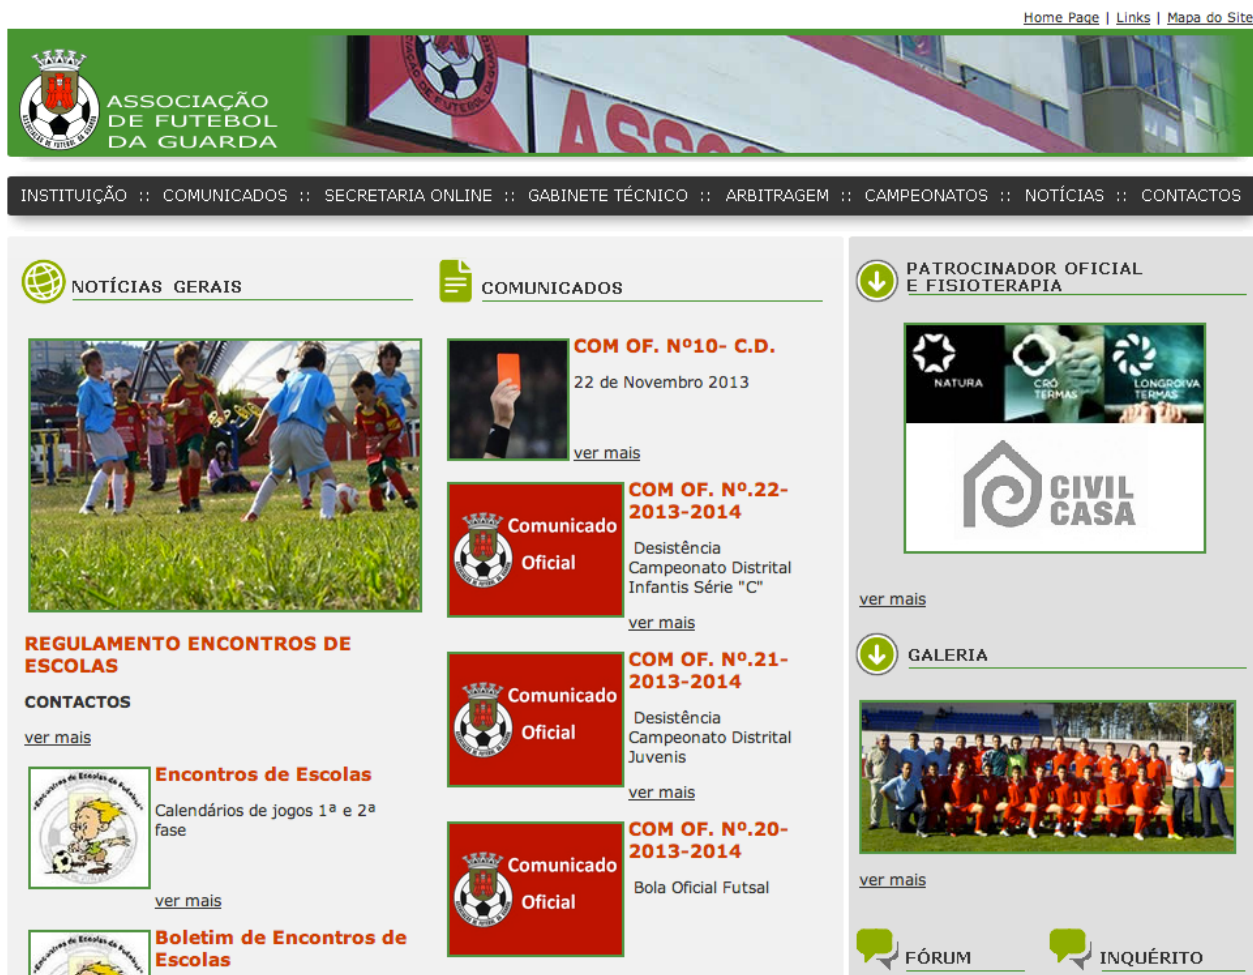 Home Page | Links | Mapa do Site
ASSOCIAÇÃO
DE FUTEBOL
DA GUARDA
ASSOC
INSTITUIÇÃO :: COMUNICADOS :: SECRETARIA ONLINE :: GABINETE TÉCNICO :: ARBITRAGEM :: CAMPEONATOS :: NOTÍCIAS :: CONTACTOS
NOTÍCIAS GERAIS
REGULAMENTO ENCONTROS DE
ESCOLAS
CONTACTOS
ver mais
Encontros de Escolas
Calendários de jogos 1ª e 2ª
fase
ver mais
Boletim de Encontros de
Escolas
COMUNICADOS
COM OF. Nº10- C.D.
22 de Novembro 2013
ver mais
Comunicado
Oficial
COM OF. Nº.22-
2013-2014
Desistência
Campeonato Distrital
Infantis Série "C"
ver mais
Comunicado
Oficial
COM OF. Nº.21-
2013-2014
Desistência
Campeonato Distrital
Juvenis
ver mais
Comunicado
Oficial
COM OF. Nº.20-
2013-2014
Bola Oficial Futsal
PATROCINADOR OFICIAL
E FISIOTERAPIA
NATURA
CRÓ
TERMAS
LONGROIVA
TERMAS
CIVIL
CASA
ver mais
GALERIA
ver mais
FÓRUM
INQUÉRITO